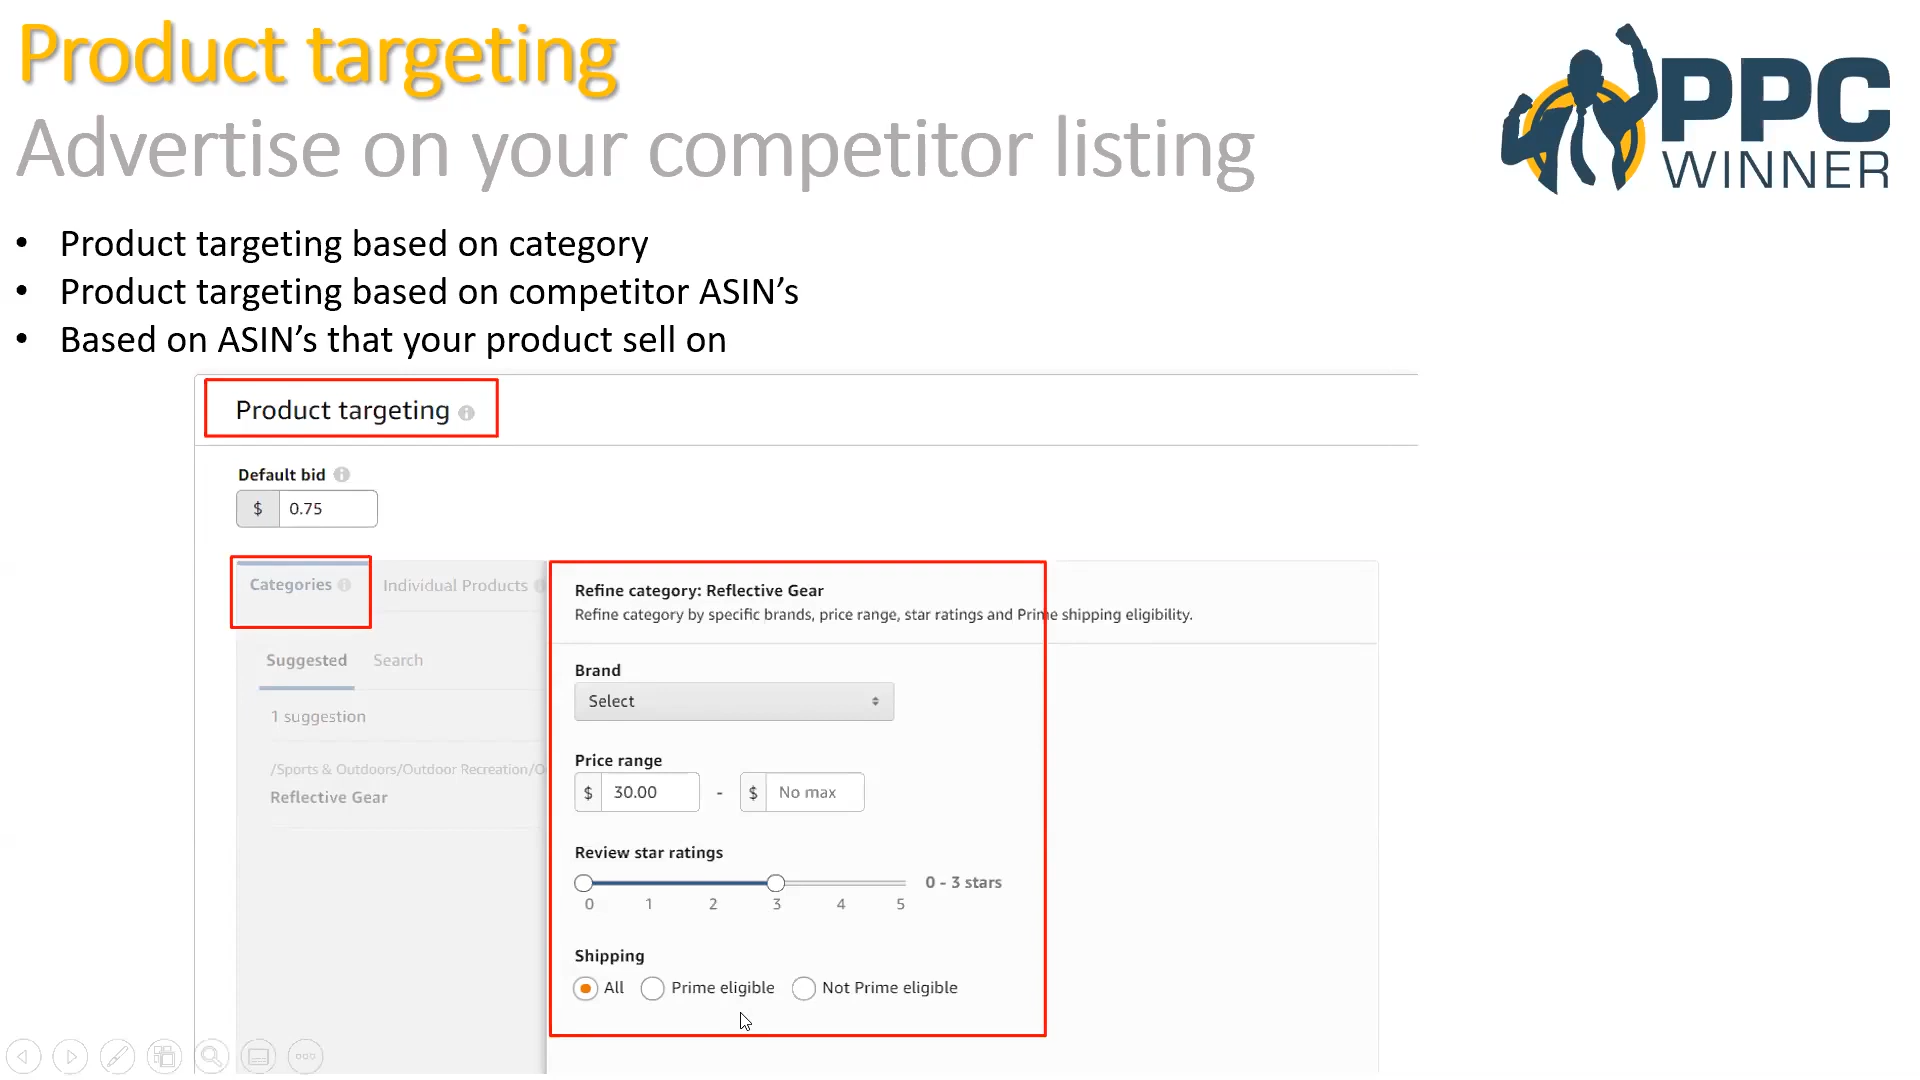 Product targeting
Advertise on your competitor listing
PPC
WINNER
• Product targeting based on category
• Product targeting based on competitor ASIN’s
• Based on ASIN’s that your product sell on
Product targeting
Default bid
$ 0.75
Categories Individual Products
Refine category: Reflective Gear
Refine category by specific brands, price range, star ratings and Prime shipping eligibility.
Suggested Search
1 suggestion
/Sports & Outdoors/Outdoor Recreation/O
Reflective Gear
Brand
Select
Price range
$ 30.00 - $ No max
Review star ratings
0 - 3 stars
0 1 2 3 4 5
Shipping
All Prime eligible Not Prime eligible